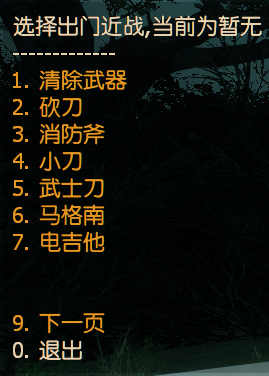 选择出门近战,当前为暂无
-------------
1. 清除武器
2. 砍刀
3. 消防斧
4. 小刀
5. 武士刀
6. 马格南
7. 电吉他
9. 下一页
0. 退出